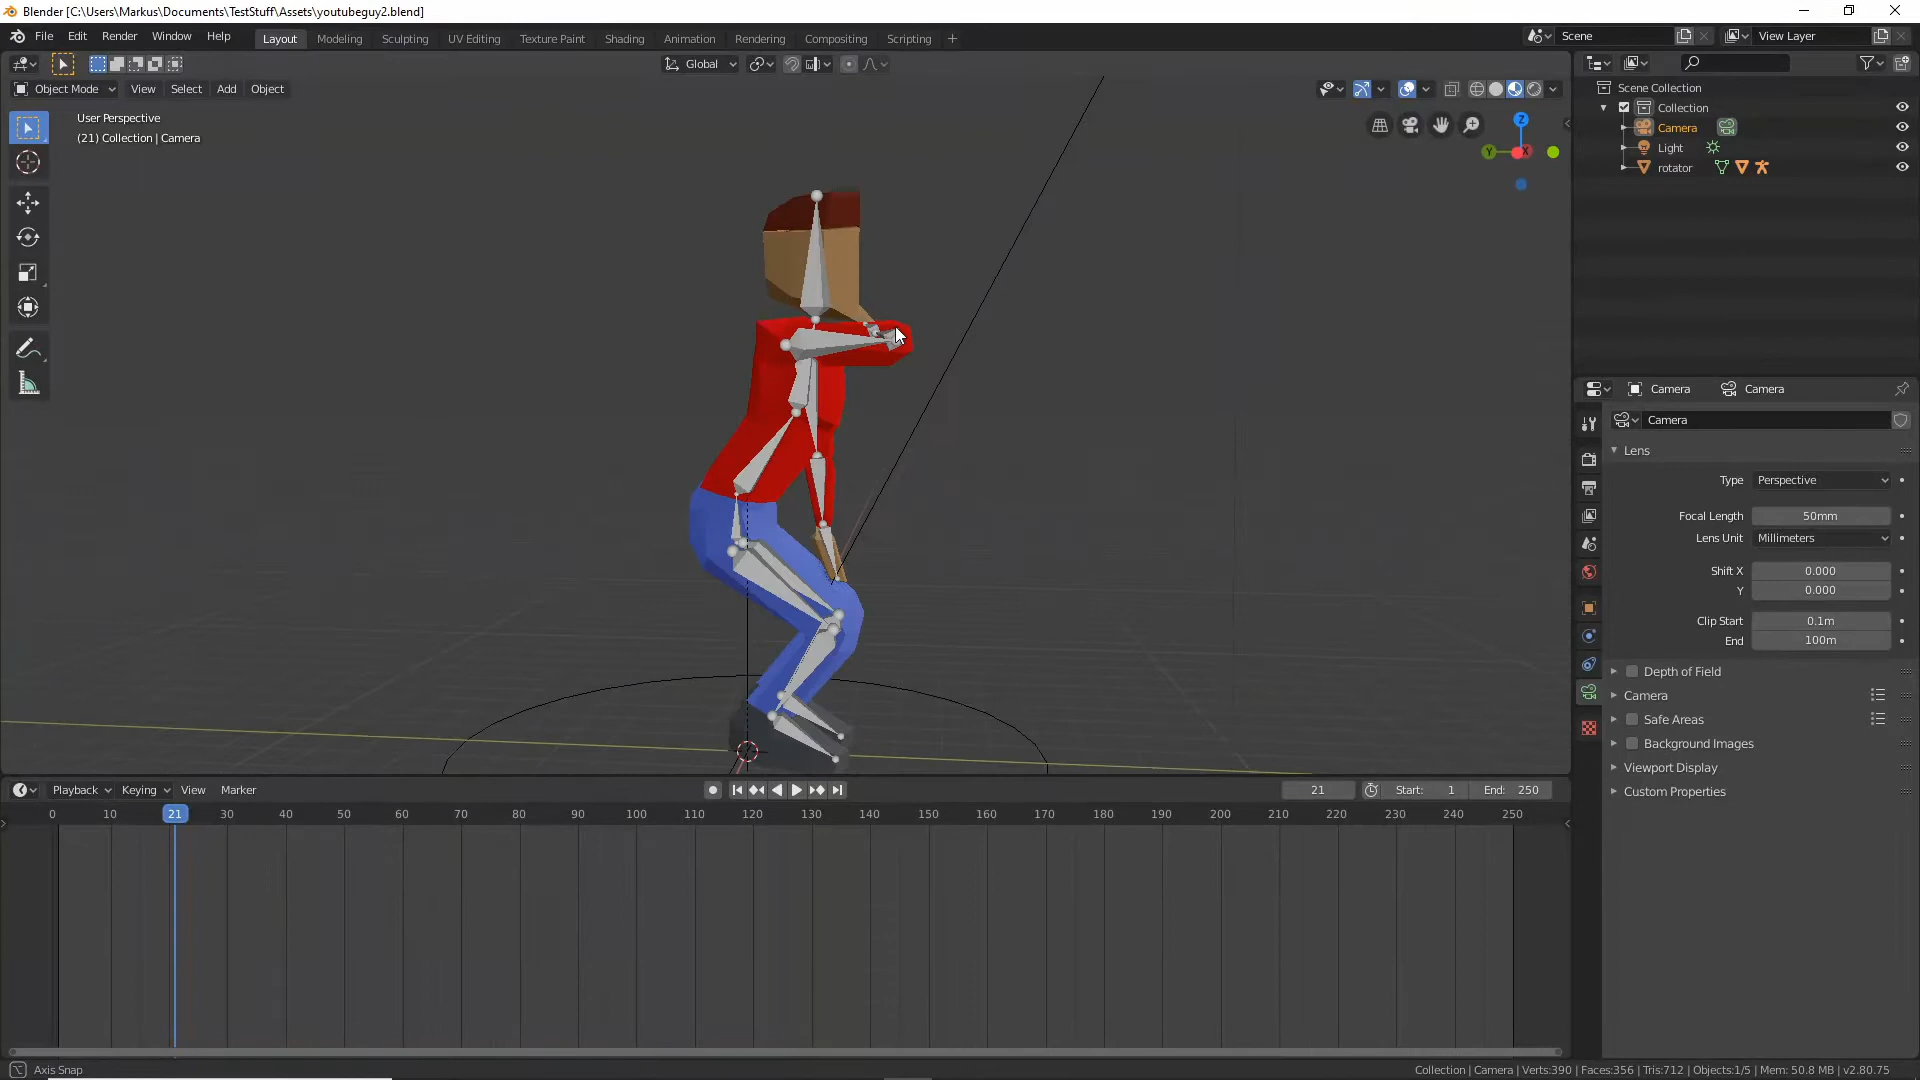 Blender [C:\Users\Markus\Documents\TestStuff\Assets\youtubeguy2.blend]
File Edit Render Window Help
Layout Modeling Sculpting UV Editing Texture Paint Shading Animation Rendering Compositing Scripting
Scene
View Layer
Global
Object Mode View Select Add Object
User Perspective
(21) Collection | Camera
Z
Y
X
Scene Collection
Collection
Camera
Light
rotator
Camera Camera
Camera
Lens
Type Perspective
Focal Length 50mm
Lens Unit Millimeters
Shift X 0.000
Y 0.000
Clip Start 0.1m
End 100m
Depth of Field
Camera
Safe Areas
Background Images
Viewport Display
Custom Properties
Playback Keying View Marker
21 Start: 1 End: 250
0 10 21 30 40 50 60 70 80 90 100 110 120 130 140 150 160 170 180 190 200 210 220 230 240 250
Axis Snap
Collection | Camera | Verts:390 | Faces:356 | Tris:712 | Objects:1/5 | Mem: 50.8 MB | v2.80.75